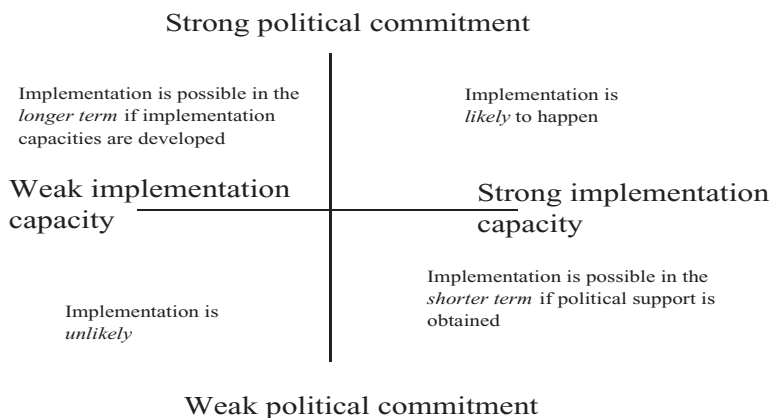 Strong political commitment
Implementation is possible in the
longer term if implementation
capacities are developed
Implementation is
likely to happen
Weak implementation
capacity
Strong implementation
capacity
Implementation is
unlikely
Implementation is possible in the
shorter term if political support is
obtained
Weak political commitment